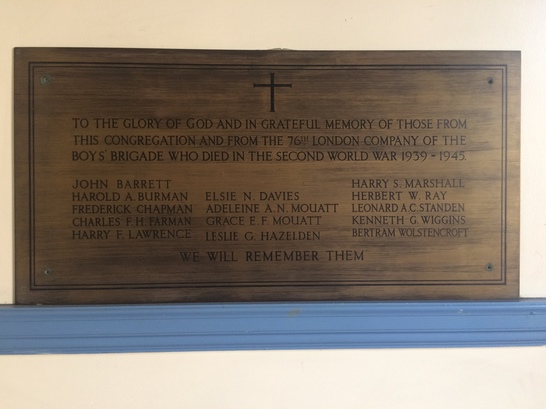 TO THE GLORY OF GOD AND IN GRATEFUL MEMORY OF THOSE FROM
THIS CONGREGATION AND FROM THE 76TH LONDON COMPANY OF THE
BOYS' BRIGADE WHO DIED IN THE SECOND WORLD WAR 1939-1945.
JOHN BARRETT
HAROLD A. BURMAN
FREDERICK CHAPMAN
CHARLES F. H. FARMAN
HARRY F. LAWRENCE
ELSIE N. DAVIES
ADELEINE A. N. MOUATT
GRACE E. F. MOUATT
LESLIE G. HAZELDEN
HARRY S. MARSHALL
HERBERT W. RAY
LEONARD A. C. STANDEN
KENNETH G. WIGGINS
BERTRAM WOLSTENCROFT
WE WILL REMEMBER THEM